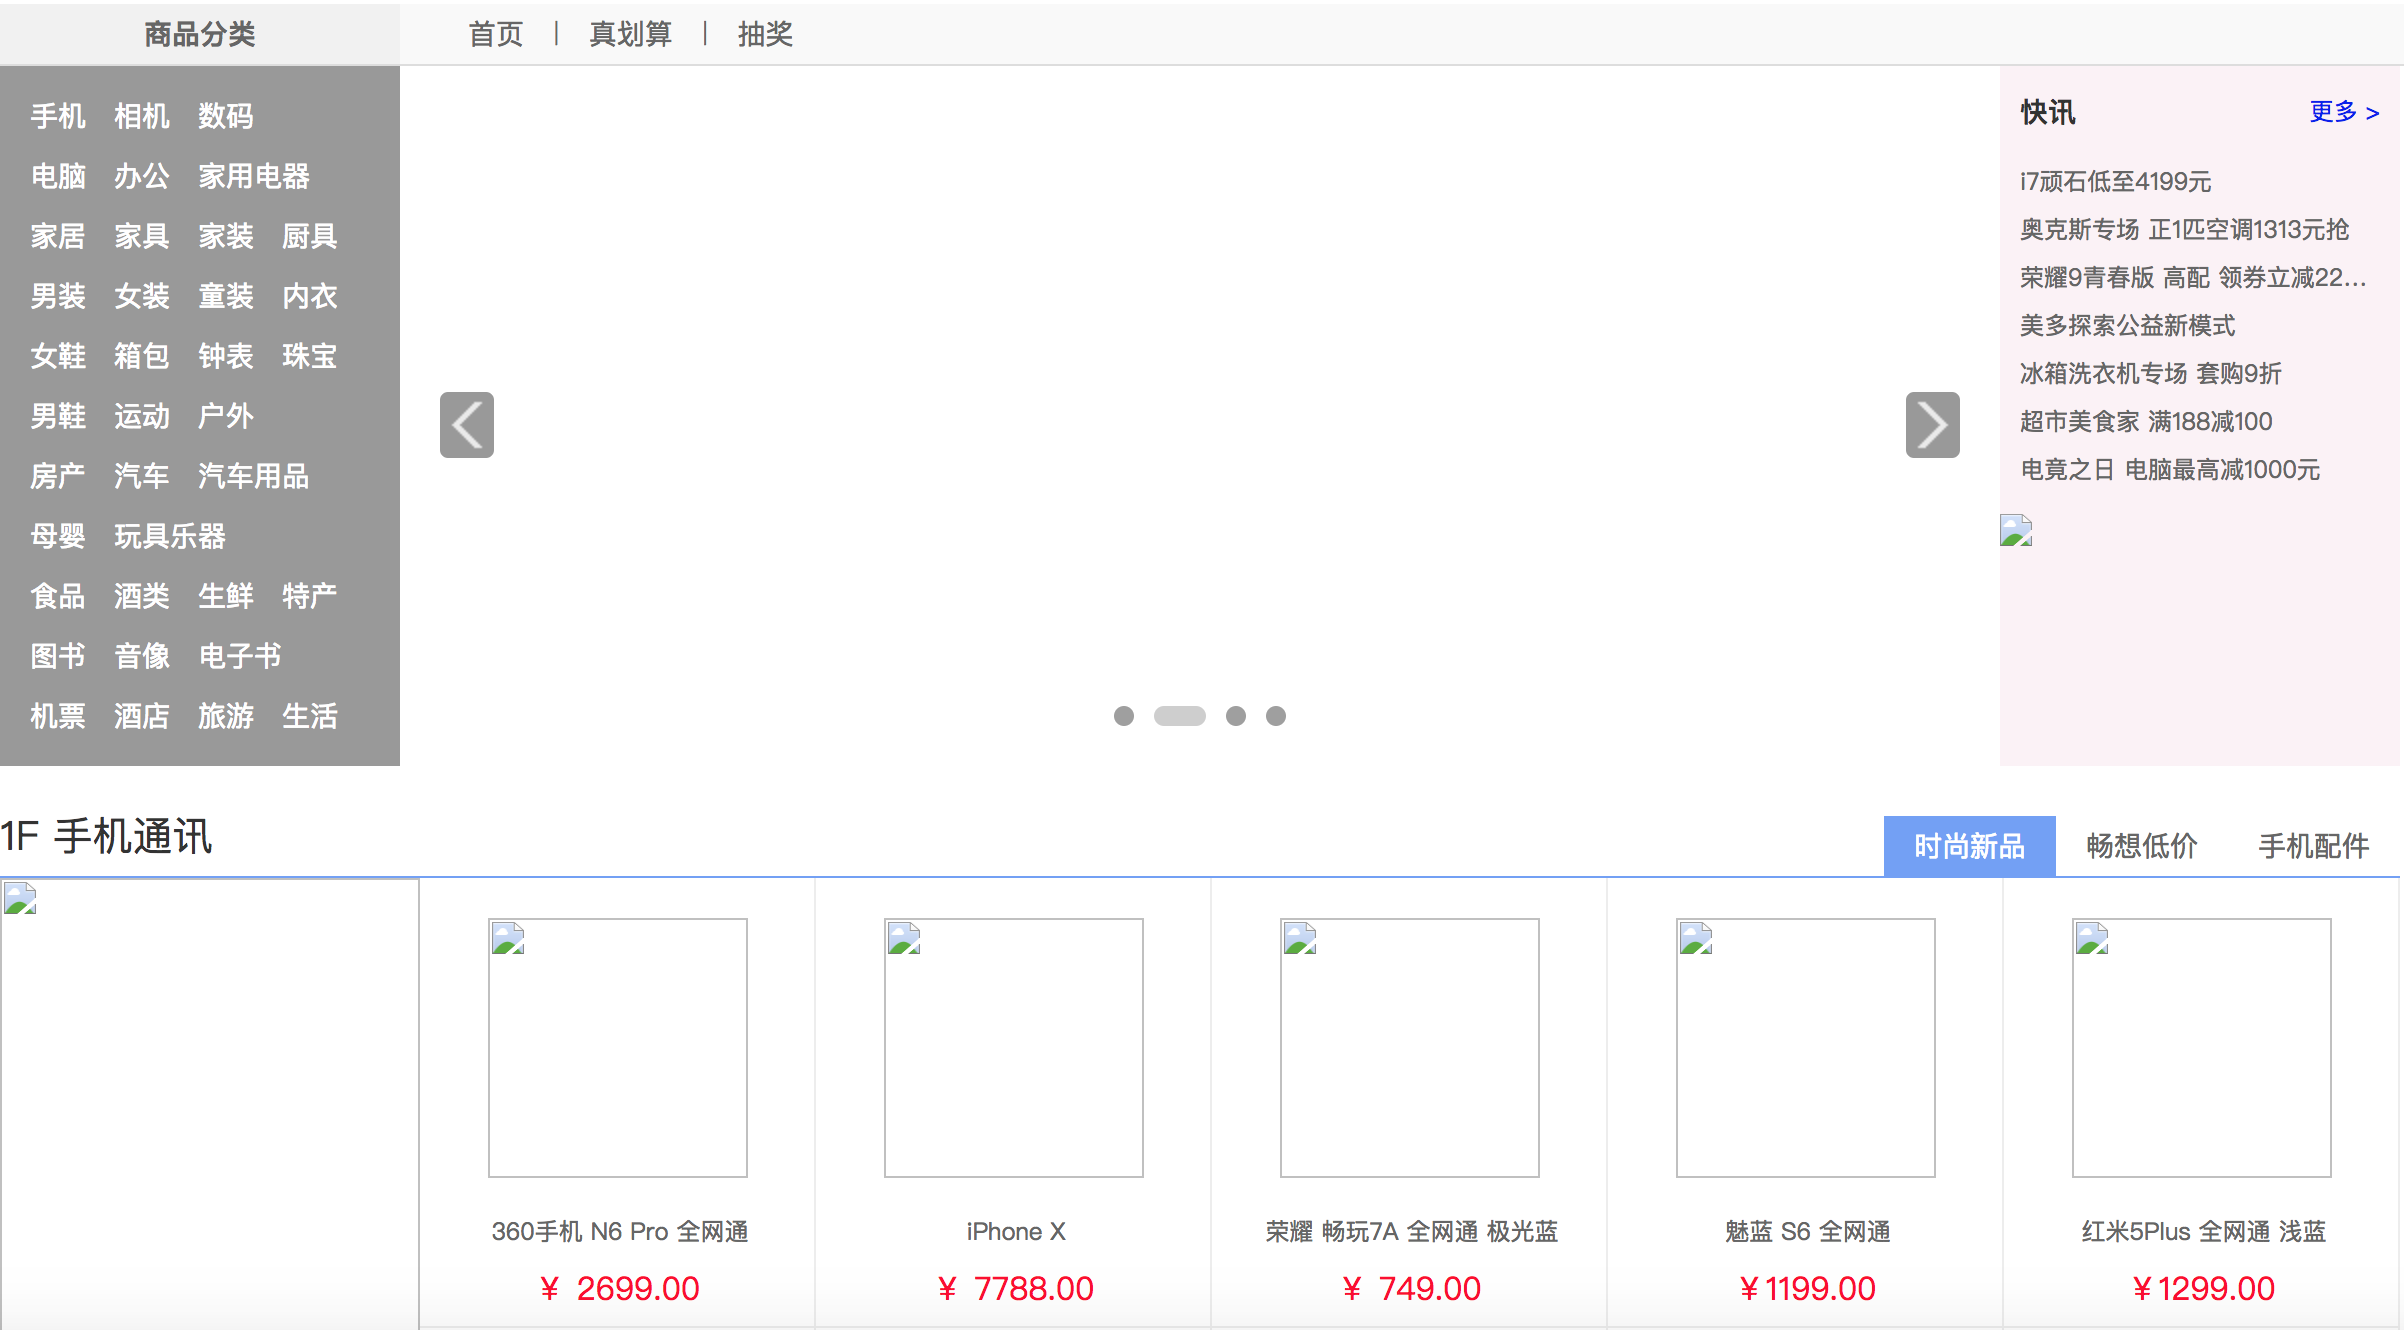 商品分类 首页 | 真划算 | 抽奖
手机 相机 数码
电脑 办公 家用电器
家居 家具 家装 厨具
男装 女装 童装 内衣
女鞋 箱包 钟表 珠宝
男鞋 运动 户外
房产 汽车 汽车用品
母婴 玩具乐器
食品 酒类 生鲜 特产
图书 音像 电子书
机票 酒店 旅游 生活
快讯 更多 >
i7顽石低至4199元
奥克斯专场 正1匹空调1313元抢
荣耀9青春版 高配 领券立减22...
美多探索公益新模式
冰箱洗衣机专场 套购9折
超市美食家 满188减100
电竟之日 电脑最高减1000元
1F 手机通讯 时尚新品 畅想低价 手机配件
360手机 N6 Pro 全网通 iPhone X 荣耀 畅玩7A 全网通 极光蓝 魅蓝 S6 全网通 红米5Plus 全网通 浅蓝
¥ 2699.00 ¥ 7788.00 ¥ 749.00 ¥1199.00 ¥1299.00